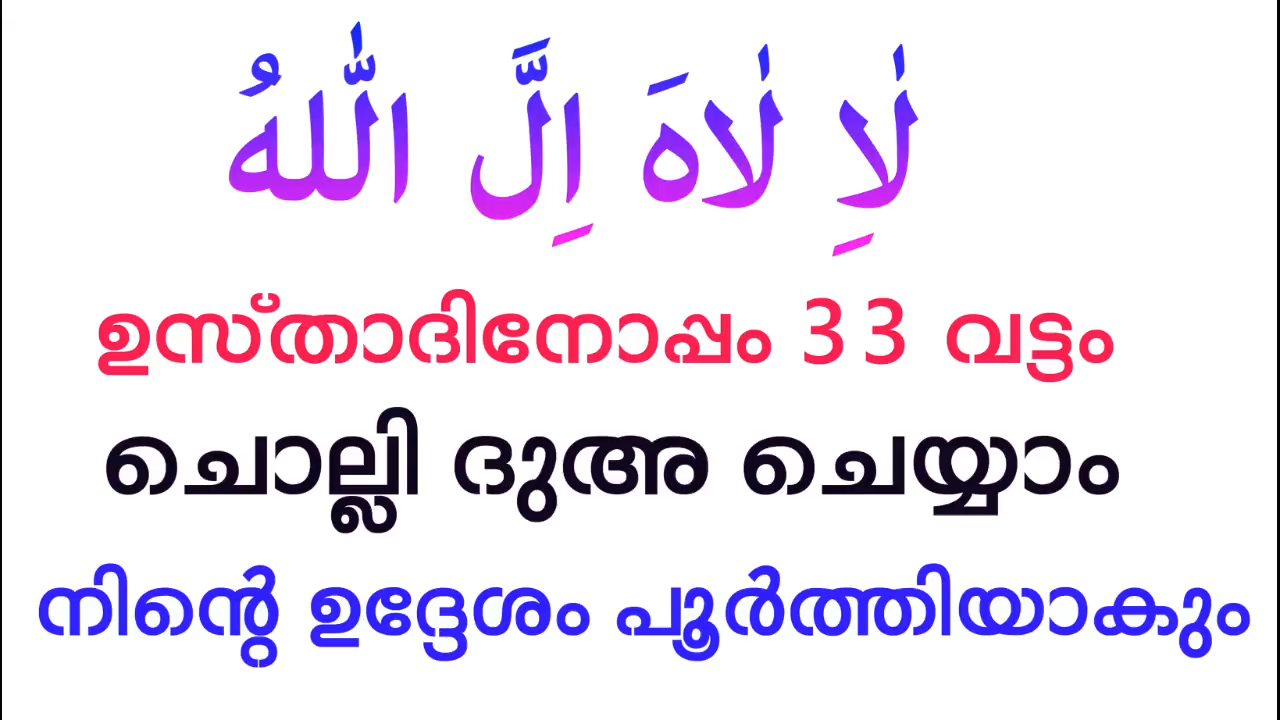 لٰاِ لٰاهَ اِلَّ اللّٰهُ
ഉസ്താദിനോപ്പം 33 വട്ടം
ചൊല്ലി ദുഅ ചെയ്യാം
നിന്റെ ഉദ്ദേശം പൂർത്തിയാകും